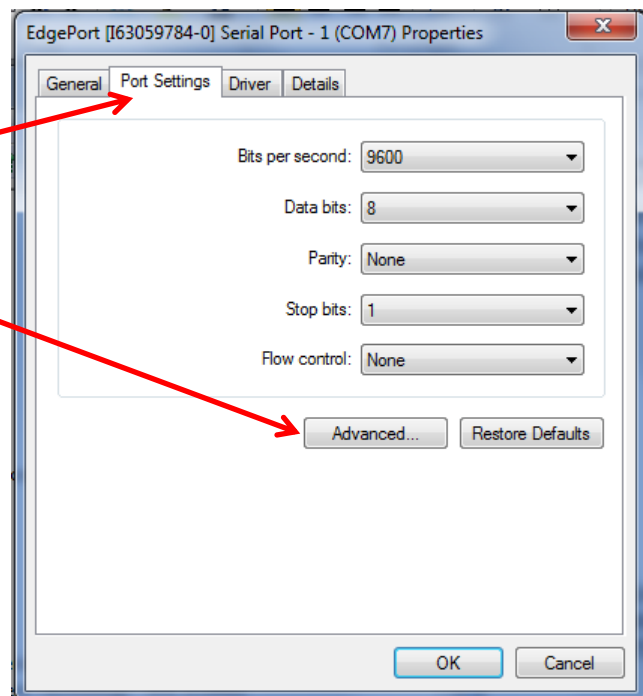 EdgePort [I63059784-0] Serial Port - 1 (COM7) Properties
General Port Settings Driver Details
Bits per second: 9600
Data bits: 8
Parity: None
Stop bits: 1
Flow control: None
Advanced... Restore Defaults
OK Cancel